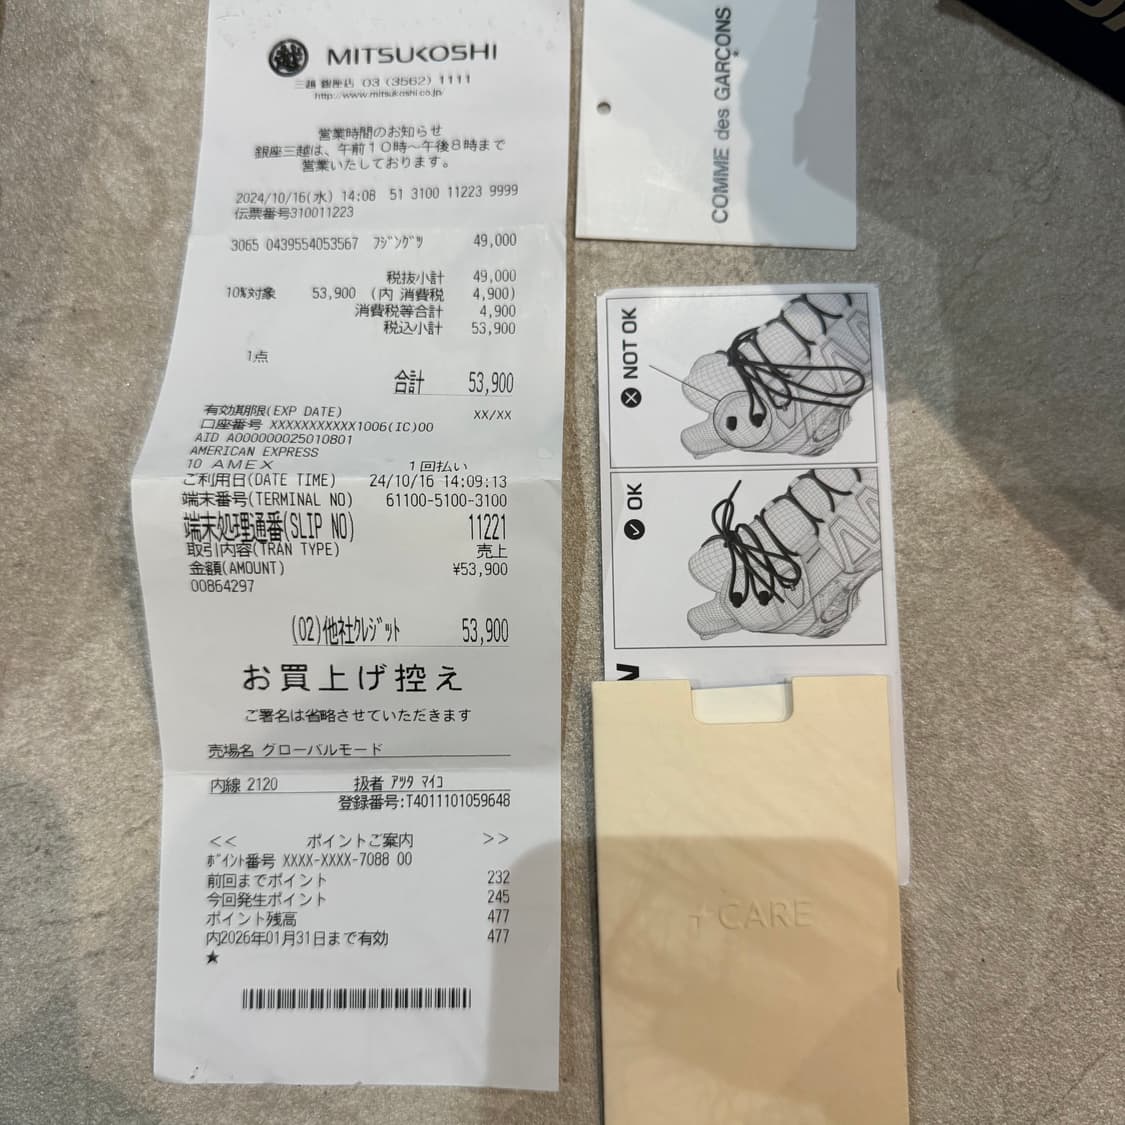 MITSUKOSHI
三越 銀座店 03 (3562) 1111
http://www.mitsukoshi.co.jp/
営業時間のお知らせ
銀座三越は、午前10時～午後8時まで
営業いたしております。
2024/10/16(水) 14:08 51 3100 11223 9999
伝票番号310011223
3065 0439554053567 ﾌｼﾞﾝｸﾞﾂ 49,000
税抜小計 49,000
10%対象 53,900 (内 消費税 4,900)
消費税等合計 4,900
税込小計 53,900
1点
合計 53,900
有効期限(EXP DATE) XX/XX
口座番号 XXXXXXXXXXX1006(IC)00
AID A000000025010801
AMERICAN EXPRESS
10 AMEX 1回払い
ご利用日(DATE TIME) 24/10/16 14:09:13
端末番号(TERMINAL NO) 61100-5100-3100
端末処理通番(SLIP NO) 11221
取引内容(TRAN TYPE) 売上
金額(AMOUNT) ¥53,900
00864297
(02)他社ｸﾚｼﾞｯﾄ 53,900
お買上げ控え
ご署名は省略させていただきます
売場名 グローバルモード
内線 2120 扱者 ｱﾂﾀ ﾏｲｺ
登録番号:T4011101059648
<< ポイントご案内 >>
ﾎﾟｲﾝﾄ番号 XXXX-XXXX-7088 00
前回までポイント 232
今回発生ポイント 245
ポイント残高 477
内2026年01月31日まで有効 477
★
COMME des GARÇONS
NOT OK
OK
+CARE